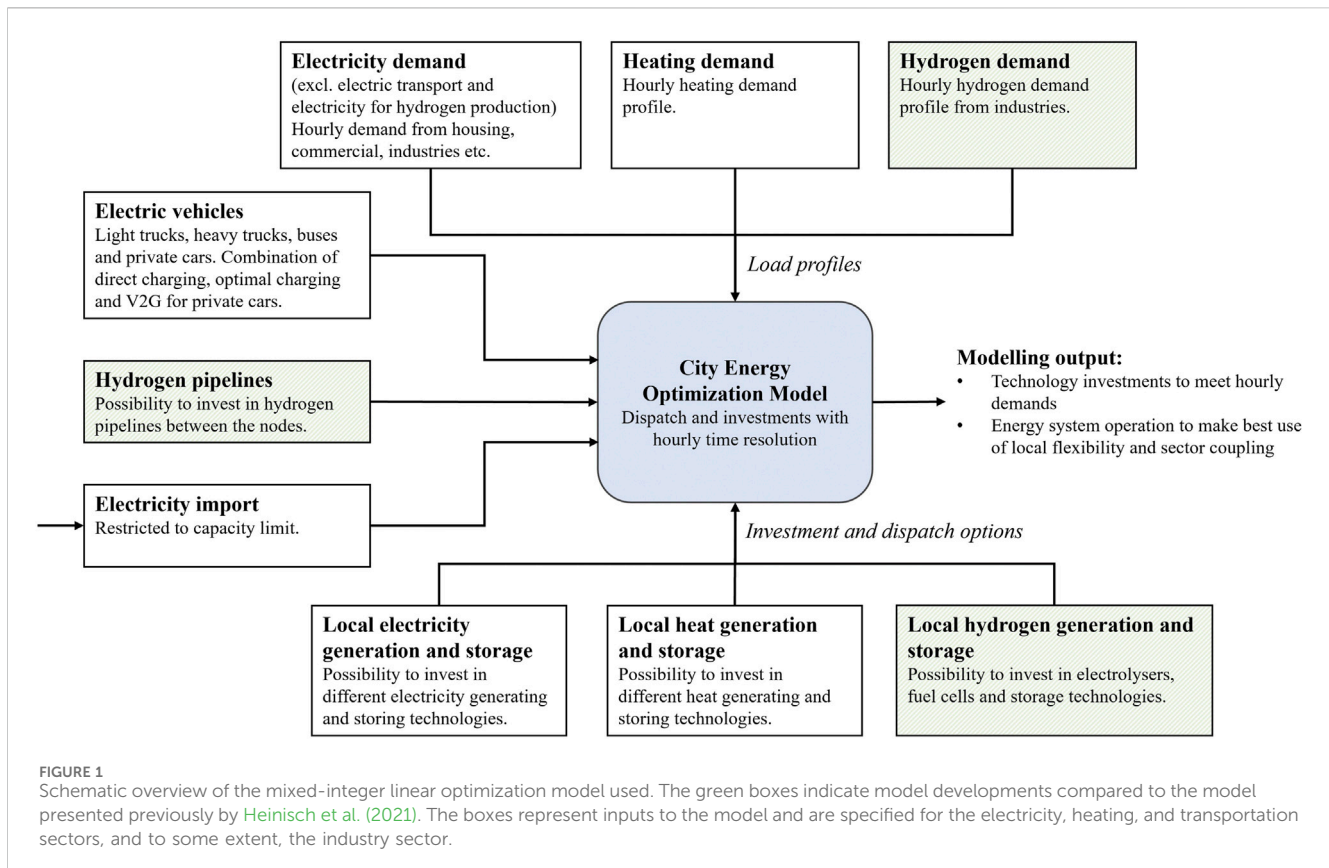 Electricity demand
(excl. electric transport and
electricity for hydrogen production)
Hourly demand from housing,
commercial, industries etc.
Heating demand
Hourly heating demand
profile.
Hydrogen demand
Hourly hydrogen demand
profile from industries.
Electric vehicles
Light trucks, heavy trucks, buses
and private cars. Combination of
direct charging, optimal charging
and V2G for private cars.
Load profiles
Hydrogen pipelines
Possibility to invest in hydrogen
pipelines between the nodes.
City Energy
Optimization Model
Dispatch and investments with
hourly time resolution
Modelling output:
• Technology investments to meet hourly
demands
• Energy system operation to make best use
of local flexibility and sector coupling
Electricity import
Restricted to capacity limit.
Investment and dispatch options
Local electricity
generation and storage
Possibility to invest in
different electricity generating
and storing technologies.
Local heat generation
and storage
Possibility to invest in
different heat generating and
storing technologies.
Local hydrogen generation and
storage
Possibility to invest in electrolysers,
fuel cells and storage technologies.
FIGURE 1
Schematic overview of the mixed-integer linear optimization model used. The green boxes indicate model developments compared to the model
presented previously by Heinisch et al. (2021). The boxes represent inputs to the model and are specified for the electricity, heating, and transportation
sectors, and to some extent, the industry sector.